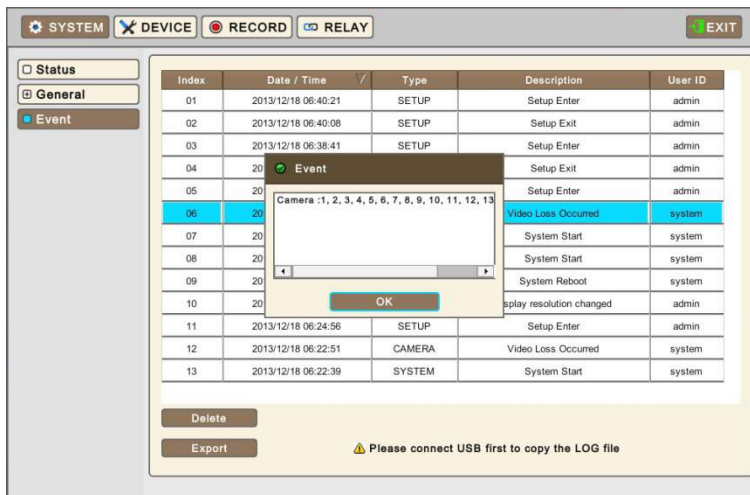 SYSTEM DEVICE RECORD RELAY EXIT
Status
General
Event
Index Date / Time Type Description User ID
01 2013/12/18 06:40:21 SETUP Setup Enter admin
02 2013/12/18 06:40:08 SETUP Setup Exit admin
03 2013/12/18 06:38:41 SETUP Setup Enter admin
04 20 Setup Exit admin
05 20 Setup Enter admin
06 20 Video Loss Occurred system
07 20 System Start system
08 20 System Start system
09 20 System Reboot system
10 20 splay resolution changed admin
11 2013/12/18 06:24:56 SETUP Setup Enter admin
12 2013/12/18 06:22:51 CAMERA Video Loss Occurred system
13 2013/12/18 06:22:39 SYSTEM System Start system
Event
Camera :1, 2, 3, 4, 5, 6, 7, 8, 9, 10, 11, 12, 13
OK
Delete
Export
Please connect USB first to copy the LOG file